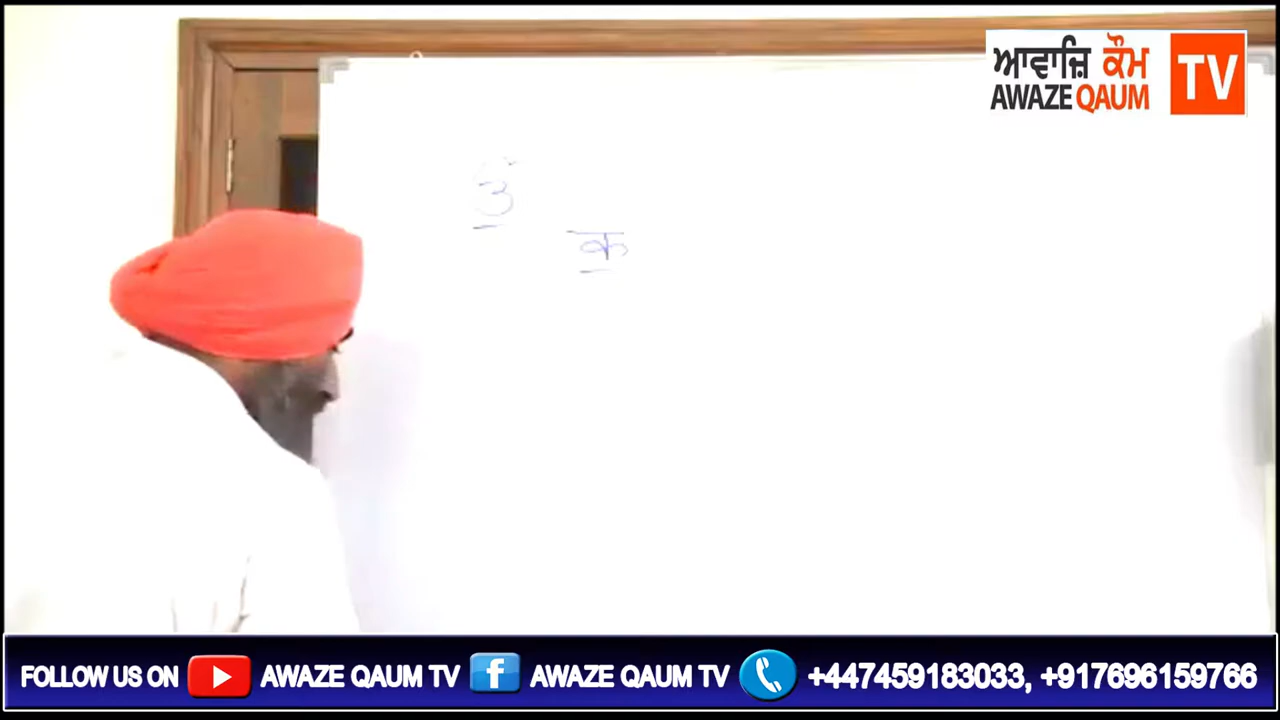 ਆਵਾਜ਼ਿ ਕੌਮ
AWAZE QAUM
TV
क
FOLLOW US ON AWAZE QAUM TV AWAZE QAUM TV +447459183033, +917696159766